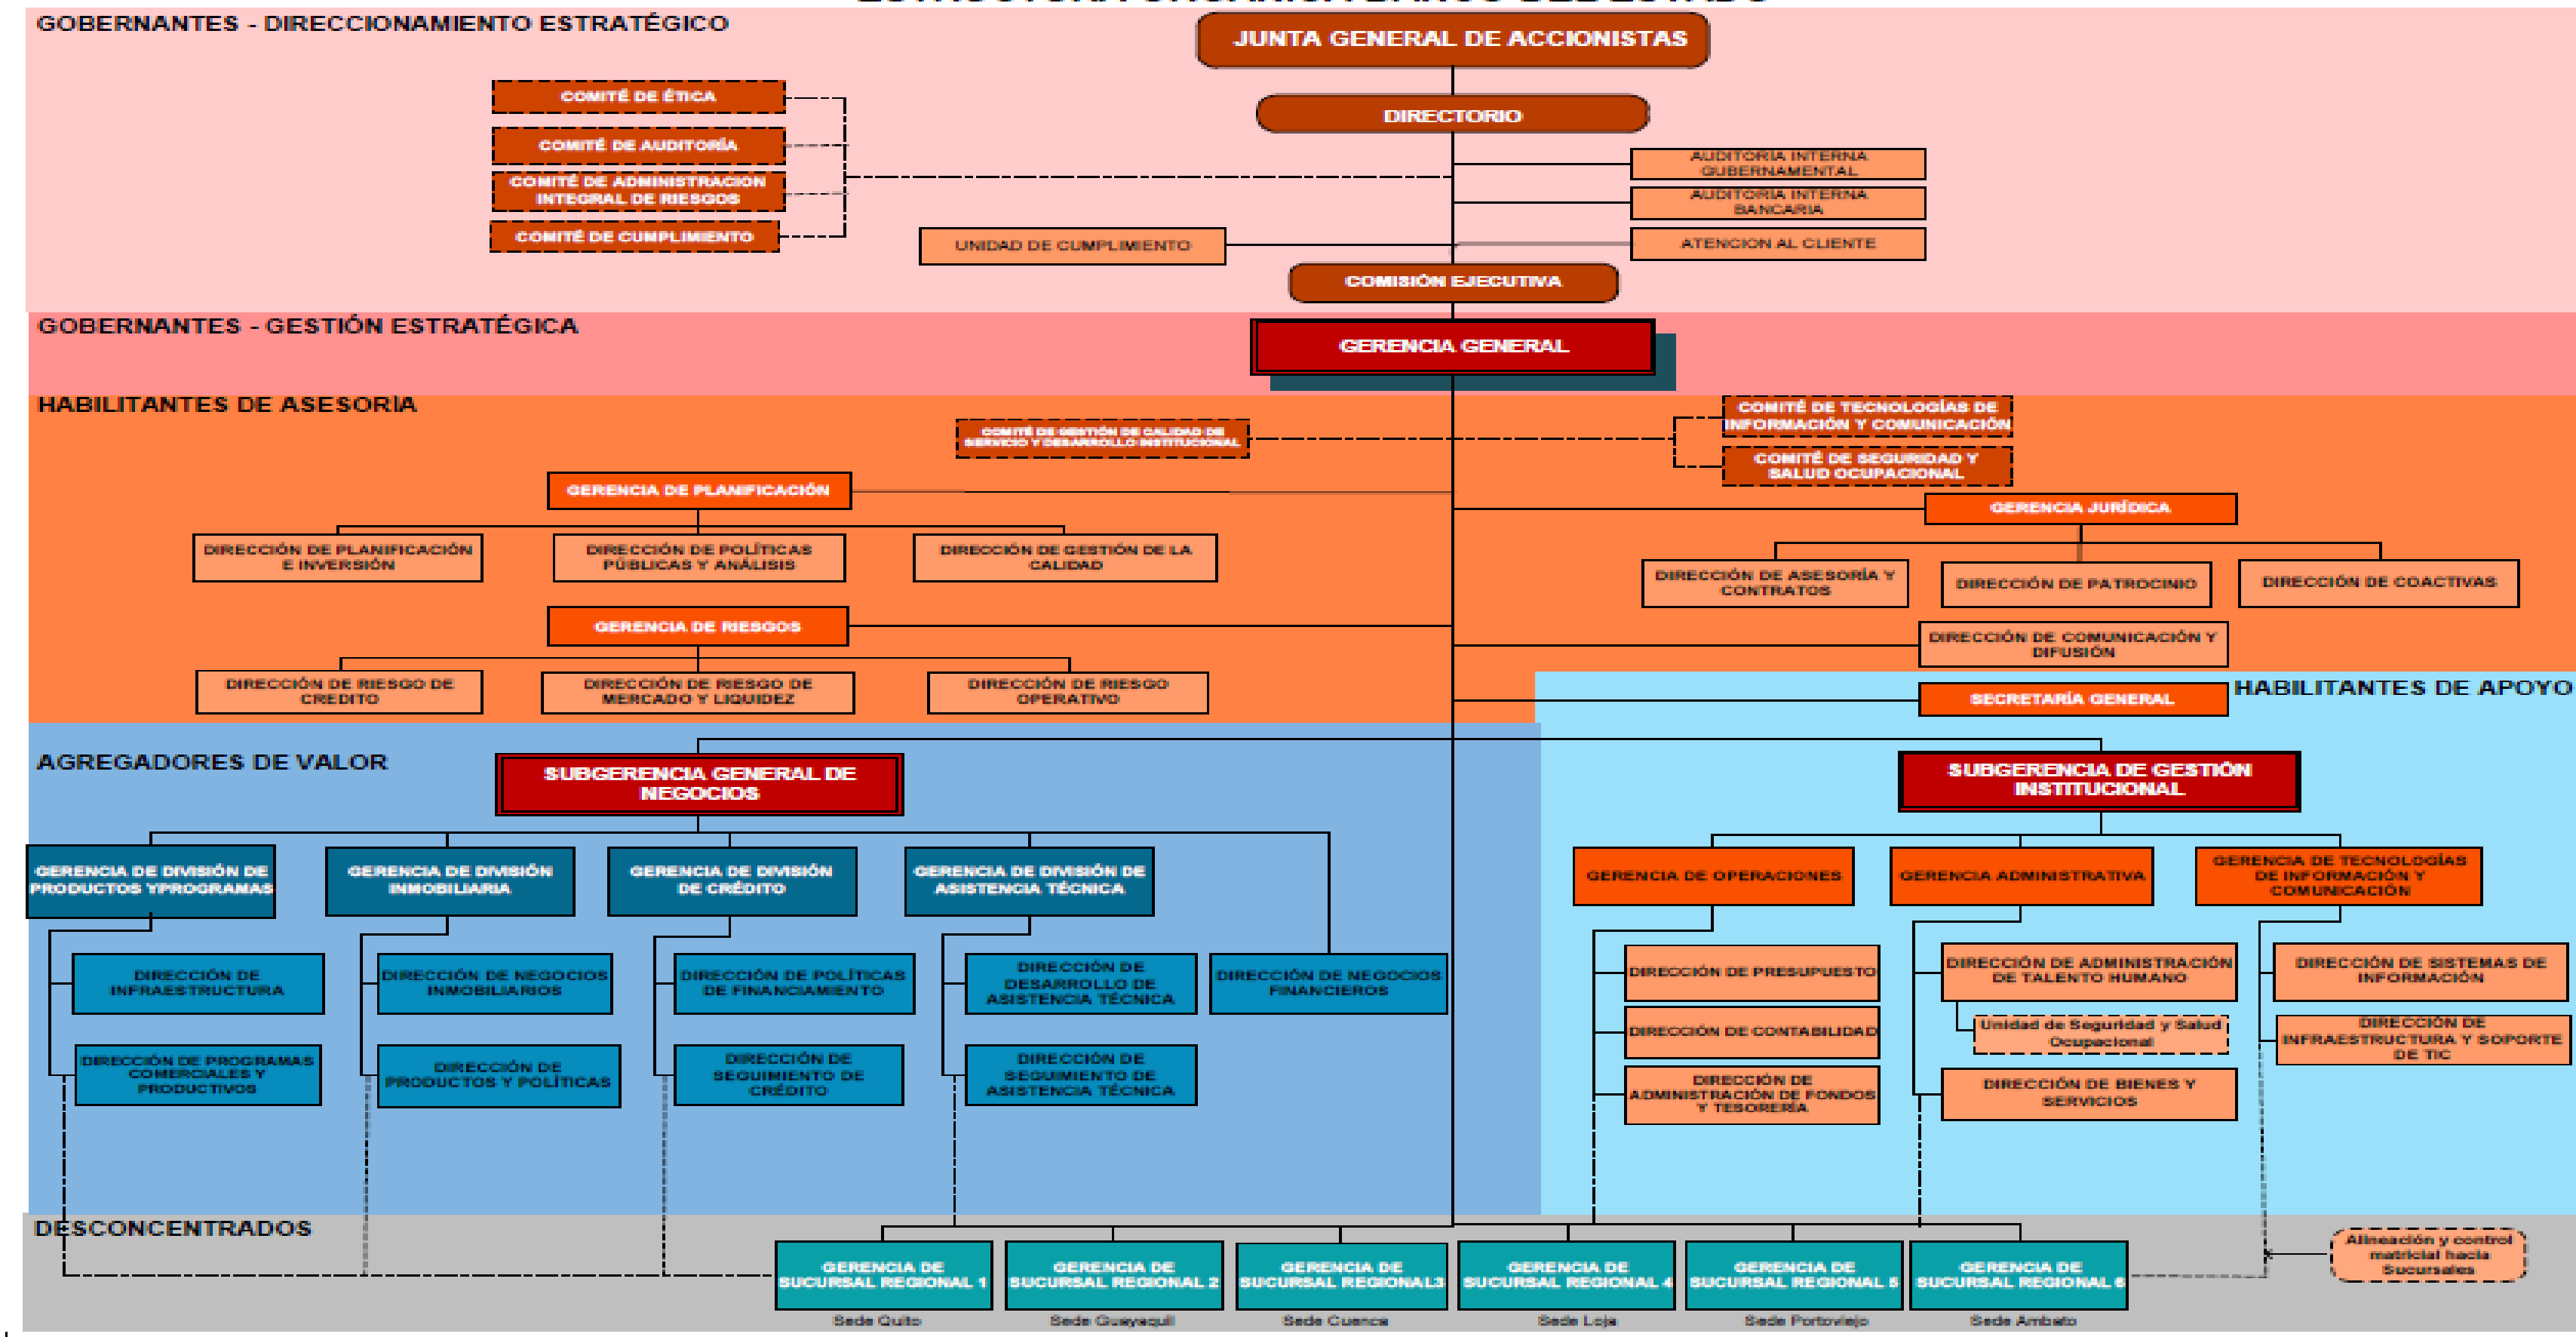 GOBERNANTES - DIRECCIONAMIENTO ESTRATÉGICO
JUNTA GENERAL DE ACCIONISTAS
COMITÉ DE ÉTICA
DIRECTORIO
COMITÉ DE AUDITORÍA
AUDITORÍA INTERNA
GUBERNAMENTAL
COMITÉ DE ADMINISTRACION
INTEGRAL DE RIESGOS
AUDITORÍA INTERNA
BANCARIA
COMITÉ DE CUMPLIMIENTO
UNIDAD DE CUMPLIMIENTO
ATENCION AL CLIENTE
COMISIÓN EJECUTIVA
GOBERNANTES - GESTIÓN ESTRATÉGICA
GERENCIA GENERAL
HABILITANTES DE ASESORÍA
COMITÉ DE GESTIÓN DE CALIDAD DE
SERVICIO Y DESARROLLO INSTITUCIONAL
COMITÉ DE TECNOLOGÍAS DE
INFORMACIÓN Y COMUNICACIÓN
COMITÉ DE SEGURIDAD Y
SALUD OCUPACIONAL
GERENCIA DE PLANIFICACIÓN
GERENCIA JURÍDICA
DIRECCIÓN DE PLANIFICACIÓN
E INVERSIÓN
DIRECCIÓN DE POLÍTICAS
PÚBLICAS Y ANÁLISIS
DIRECCIÓN DE GESTIÓN DE LA
CALIDAD
DIRECCIÓN DE ASESORÍA Y
CONTRATOS
DIRECCIÓN DE PATROCINIO
DIRECCIÓN DE COACTIVAS
GERENCIA DE RIESGOS
DIRECCIÓN DE COMUNICACIÓN Y
DIFUSIÓN
DIRECCIÓN DE RIESGO DE
CREDITO
DIRECCIÓN DE RIESGO DE
MERCADO Y LIQUIDEZ
DIRECCIÓN DE RIESGO
OPERATIVO
HABILITANTES DE APOYO
SECRETARÍA GENERAL
AGREGADORES DE VALOR
SUBGERENCIA GENERAL DE
NEGOCIOS
SUBGERENCIA DE GESTIÓN
INSTITUCIONAL
GERENCIA DE DIVISIÓN DE
PRODUCTOS YPROGRAMAS
GERENCIA DE DIVISIÓN
INMOBILIARIA
GERENCIA DE DIVISIÓN
DE CRÉDITO
GERENCIA DE DIVISIÓN DE
ASISTENCIA TÉCNICA
GERENCIA DE OPERACIONES
GERENCIA ADMINISTRATIVA
GERENCIA DE TECNOLOGÍAS
DE INFORMACIÓN Y
COMUNICACIÓN
DIRECCIÓN DE
INFRAESTRUCTURA
DIRECCIÓN DE NEGOCIOS
INMOBILIARIOS
DIRECCIÓN DE POLÍTICAS
DE FINANCIAMIENTO
DIRECCIÓN DE
DESARROLLO DE
ASISTENCIA TÉCNICA
DIRECCIÓN DE NEGOCIOS
FINANCIEROS
DIRECCIÓN DE PRESUPUESTO
DIRECCIÓN DE ADMINISTRACIÓN
DE TALENTO HUMANO
DIRECCIÓN DE SISTEMAS DE
INFORMACIÓN
DIRECCIÓN DE CONTABILIDAD
Unidad de Seguridad y Salud
Ocupacional
DIRECCIÓN DE
INFRAESTRUCTURA Y SOPORTE
DE TIC
DIRECCIÓN DE PROGRAMAS
COMERCIALES Y
PRODUCTIVOS
DIRECCIÓN DE
PRODUCTOS Y POLÍTICAS
DIRECCIÓN DE
SEGUIMIENTO DE
CRÉDITO
DIRECCIÓN DE
SEGUIMIENTO DE
ASISTENCIA TÉCNICA
DIRECCIÓN DE
ADMINISTRACIÓN DE FONDOS
Y TESORERÍA
DIRECCIÓN DE BIENES Y
SERVICIOS
DESCONCENTRADOS
GERENCIA DE
SUCURSAL REGIONAL 1
GERENCIA DE
SUCURSAL REGIONAL 2
GERENCIA DE
SUCURSAL REGIONAL3
GERENCIA DE
SUCURSAL REGIONAL 4
GERENCIA DE
SUCURSAL REGIONAL 5
GERENCIA DE
SUCURSAL REGIONAL 6
Alineación y control
matricial hacia
Sucursales
Sede Quito
Sede Guayaquil
Sede Cuenca
Sede Loja
Sede Portoviejo
Sede Ambato